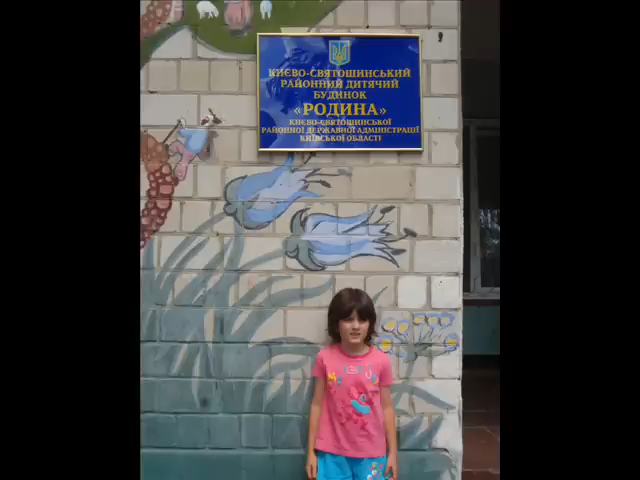 КИЄВО-СВЯТОШИНСЬКИЙ
РАЙОННИЙ ДИТЯЧИЙ
БУДИНОК
«РОДИНА»
КИЄВО-СВЯТОШИНСЬКОЇ
РАЙОННОЇ ДЕРЖАВНОЇ АДМІНІСТРАЦІЇ
КИЇВСЬКОЇ ОБЛАСТІ